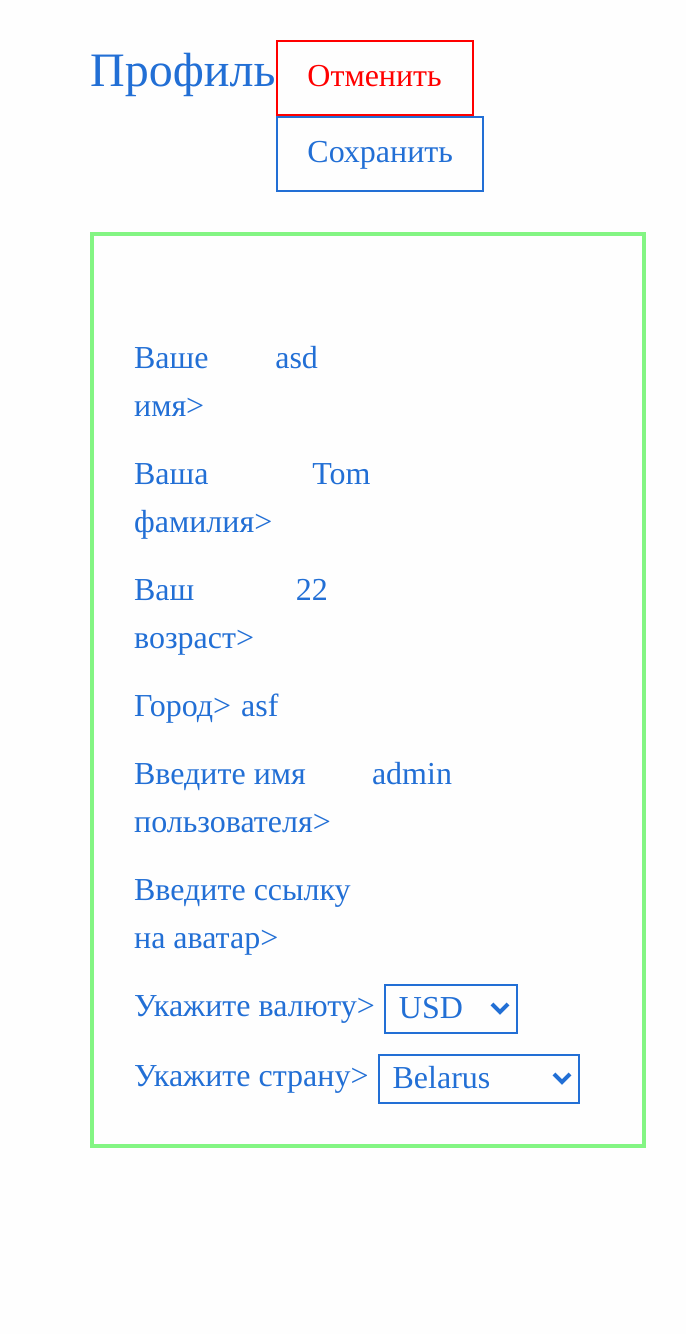 Профиль Отменить
Сохранить
Ваше asd
имя>
Ваша Tom
фамилия>
Ваш 22
возраст>
Город> asf
Введите имя admin
пользователя>
Введите ссылку
на аватар>
Укажите валюту> USD
Укажите страну> Belarus